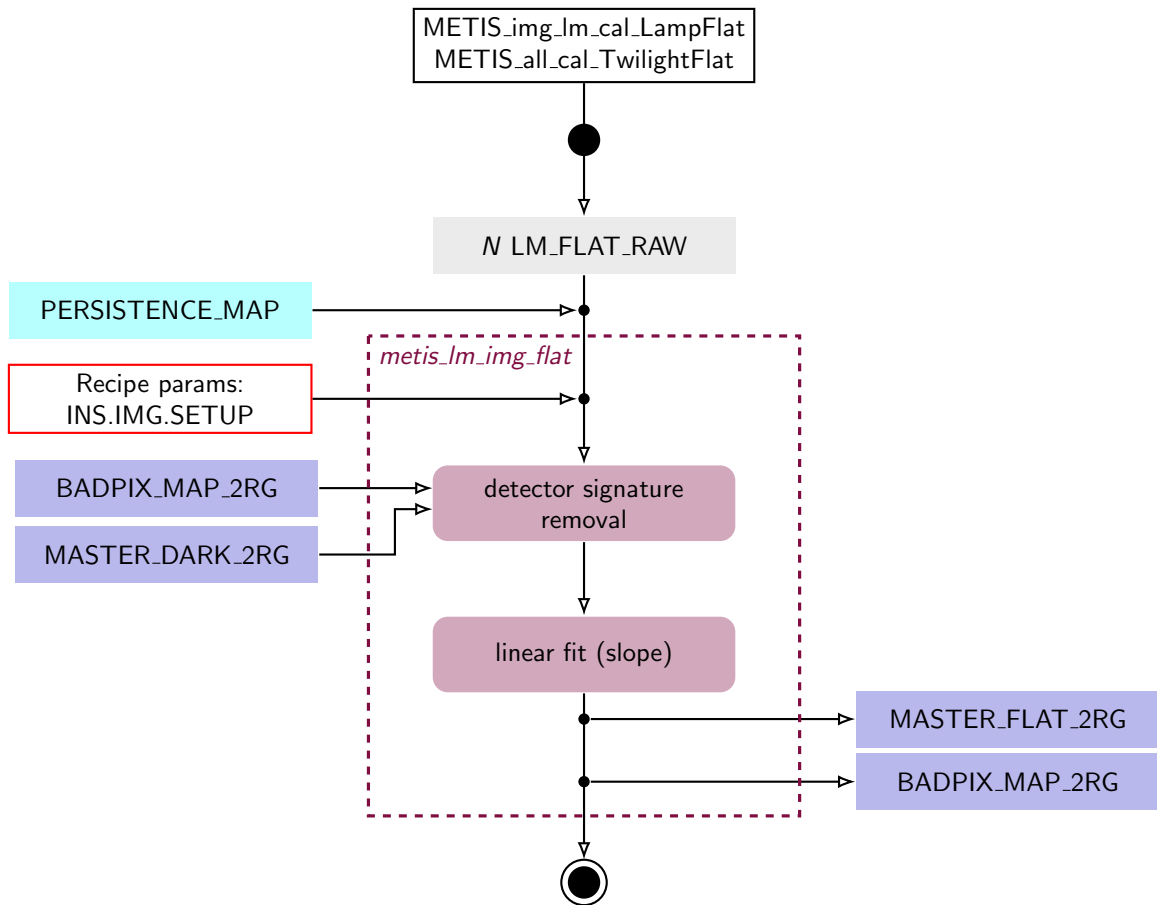 METIS_img_lm_cal_LampFlat
METIS_all_cal_TwilightFlat
N LM_FLAT_RAW
PERSISTENCE_MAP
metis_lm_img_flat
Recipe params:
INS.IMG.SETUP
BADPIX_MAP_2RG
detector signature
removal
MASTER_DARK_2RG
linear fit (slope)
MASTER_FLAT_2RG
BADPIX_MAP_2RG